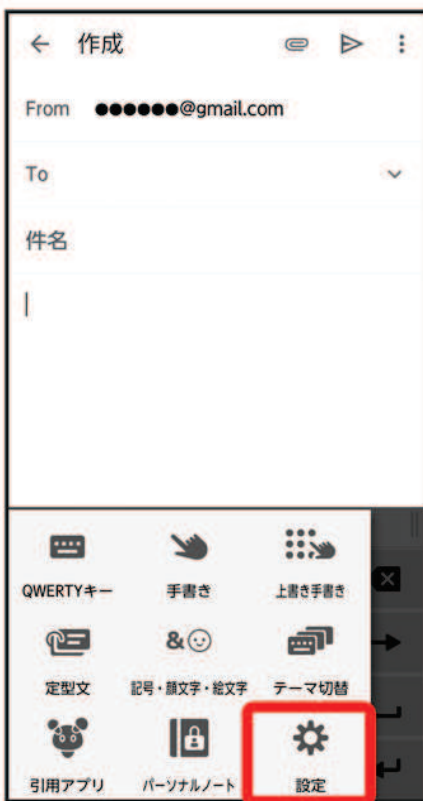 作成
From ●●●●●●@gmail.com
To
件名
QWERTYキー 手書き 上書き手書き
定型文 記号・顔文字・絵文字 テーマ切替
引用アプリ パーソナルノート 設定